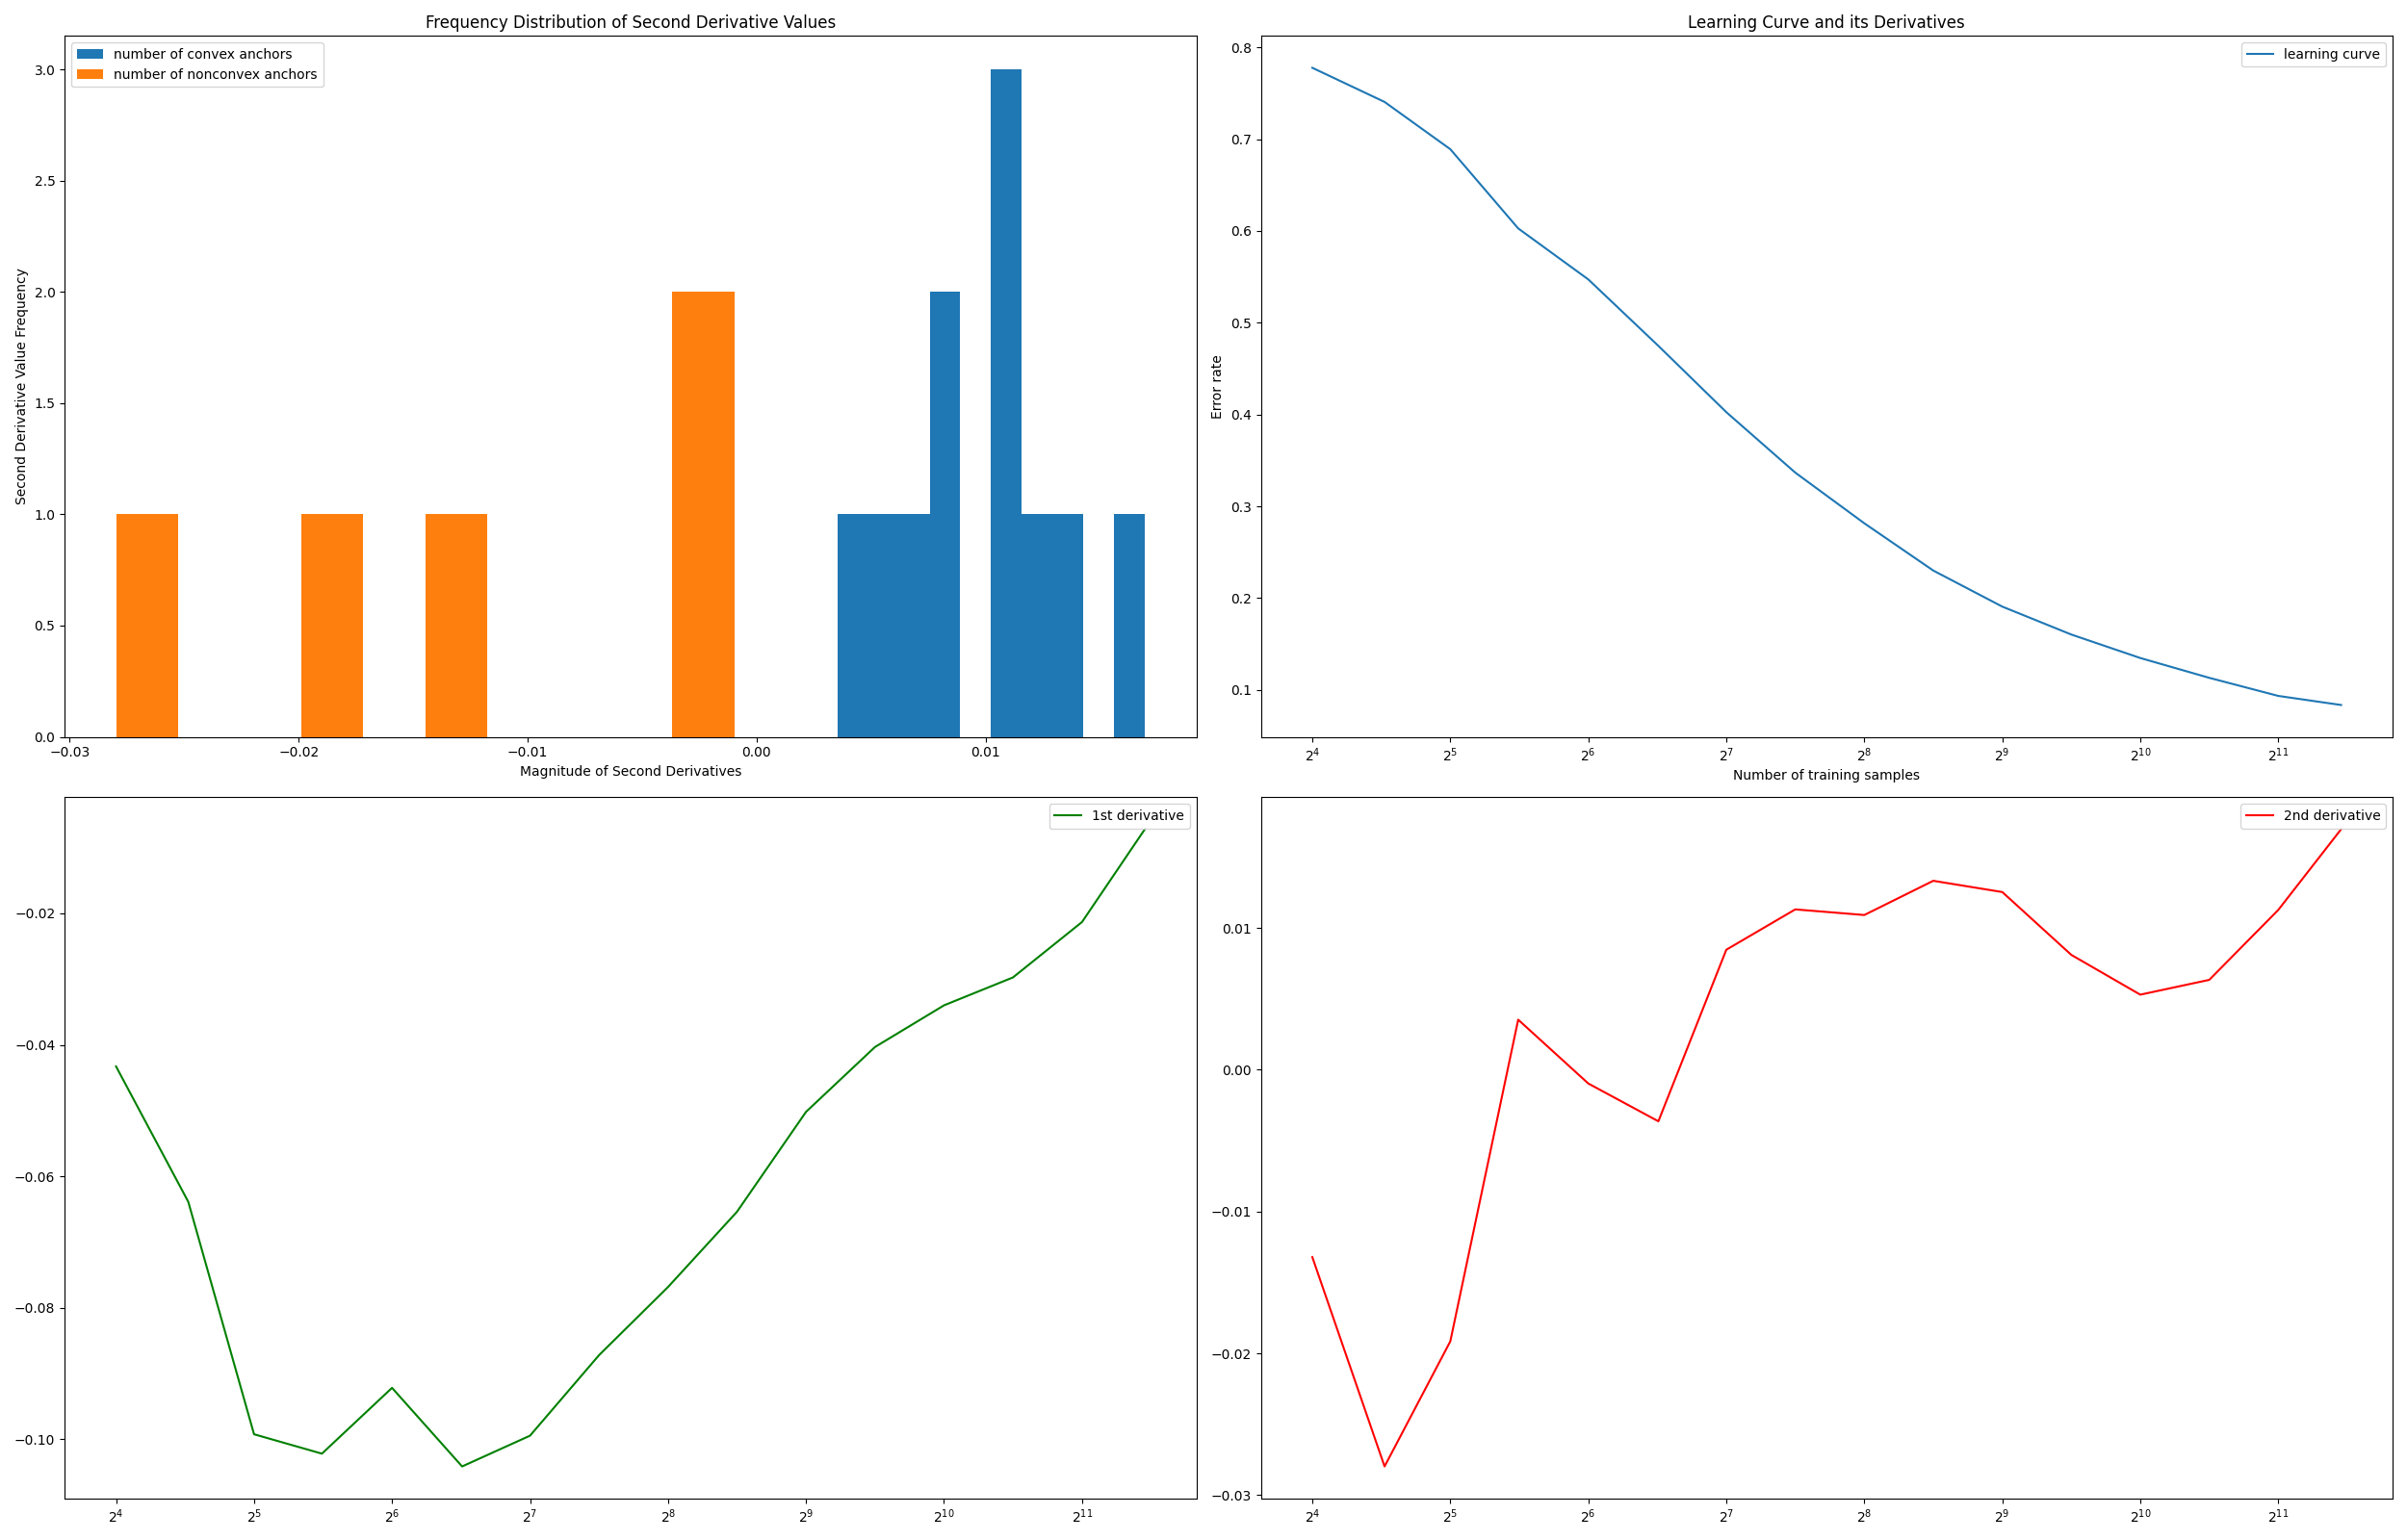 Frequency Distribution of Second Derivative Values
number of convex anchors
number of nonconvex anchors
3.0
2.5
2.0
1.5
1.0
0.5
0.0
Second Derivative Value Frequency
−0.03 −0.02 −0.01 0.00 0.01
Magnitude of Second Derivatives
Learning Curve and its Derivatives
learning curve
0.8
0.7
0.6
0.5
0.4
0.3
0.2
0.1
Error rate
2⁴ 2⁵ 2⁶ 2⁷ 2⁸ 2⁹ 2¹⁰ 2¹¹
Number of training samples
1st derivative
−0.02
−0.04
−0.06
−0.08
−0.10
2⁴ 2⁵ 2⁶ 2⁷ 2⁸ 2⁹ 2¹⁰ 2¹¹
2nd derivative
0.01
0.00
−0.01
−0.02
−0.03
2⁴ 2⁵ 2⁶ 2⁷ 2⁸ 2⁹ 2¹⁰ 2¹¹